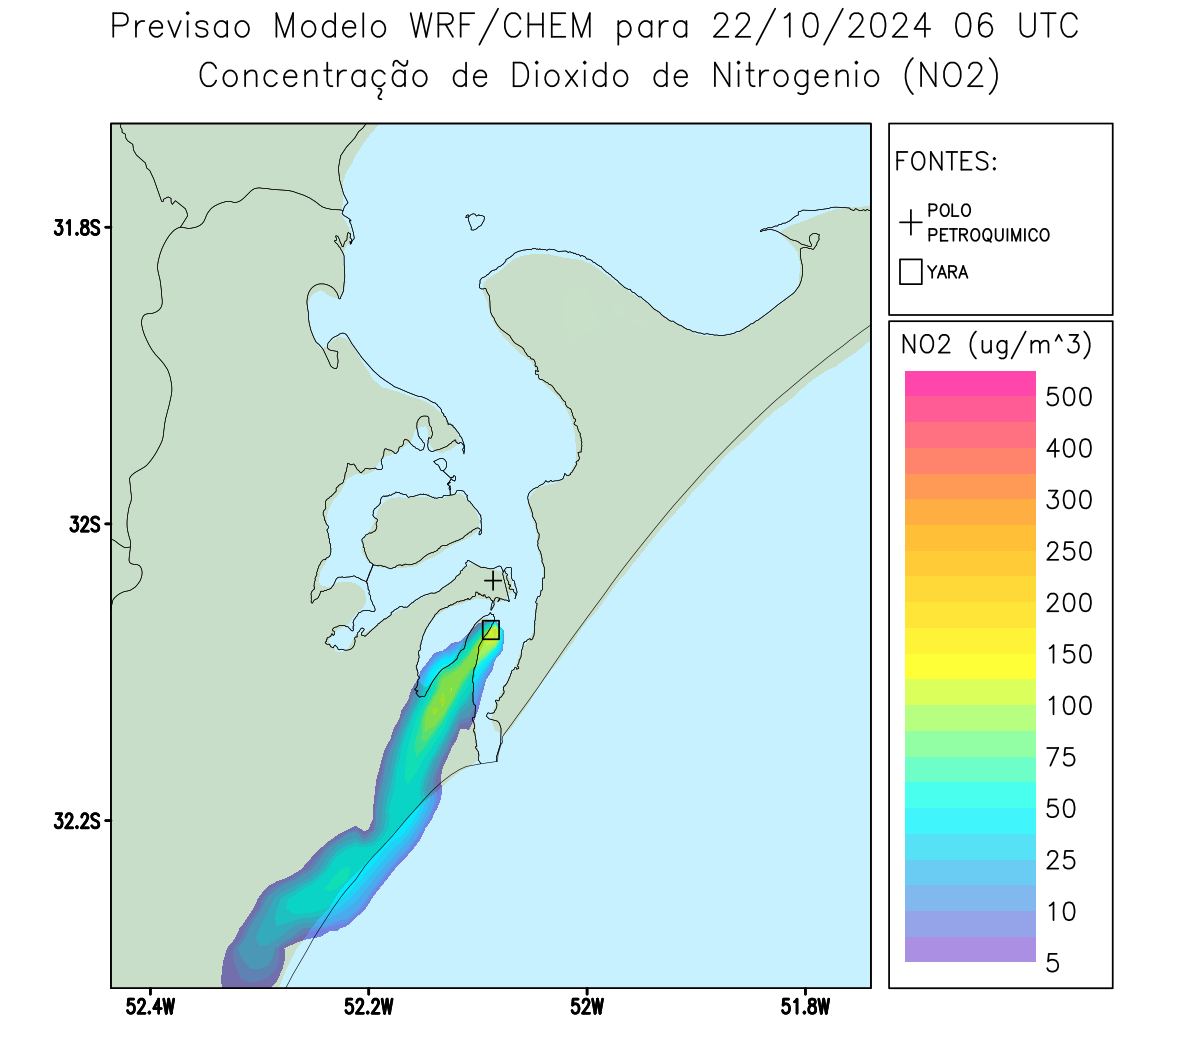 Previsao Modelo WRF/CHEM para 22/10/2024 06 UTC
Concentração de Dioxido de Nitrogenio (NO2)
FONTES:
POLO
PETROQUIMICO
YARA
NO2 (ug/m^3)
500
400
300
250
200
150
100
75
50
25
10
5
31.8S
32S
32.2S
52.4W
52.2W
52W
51.8W